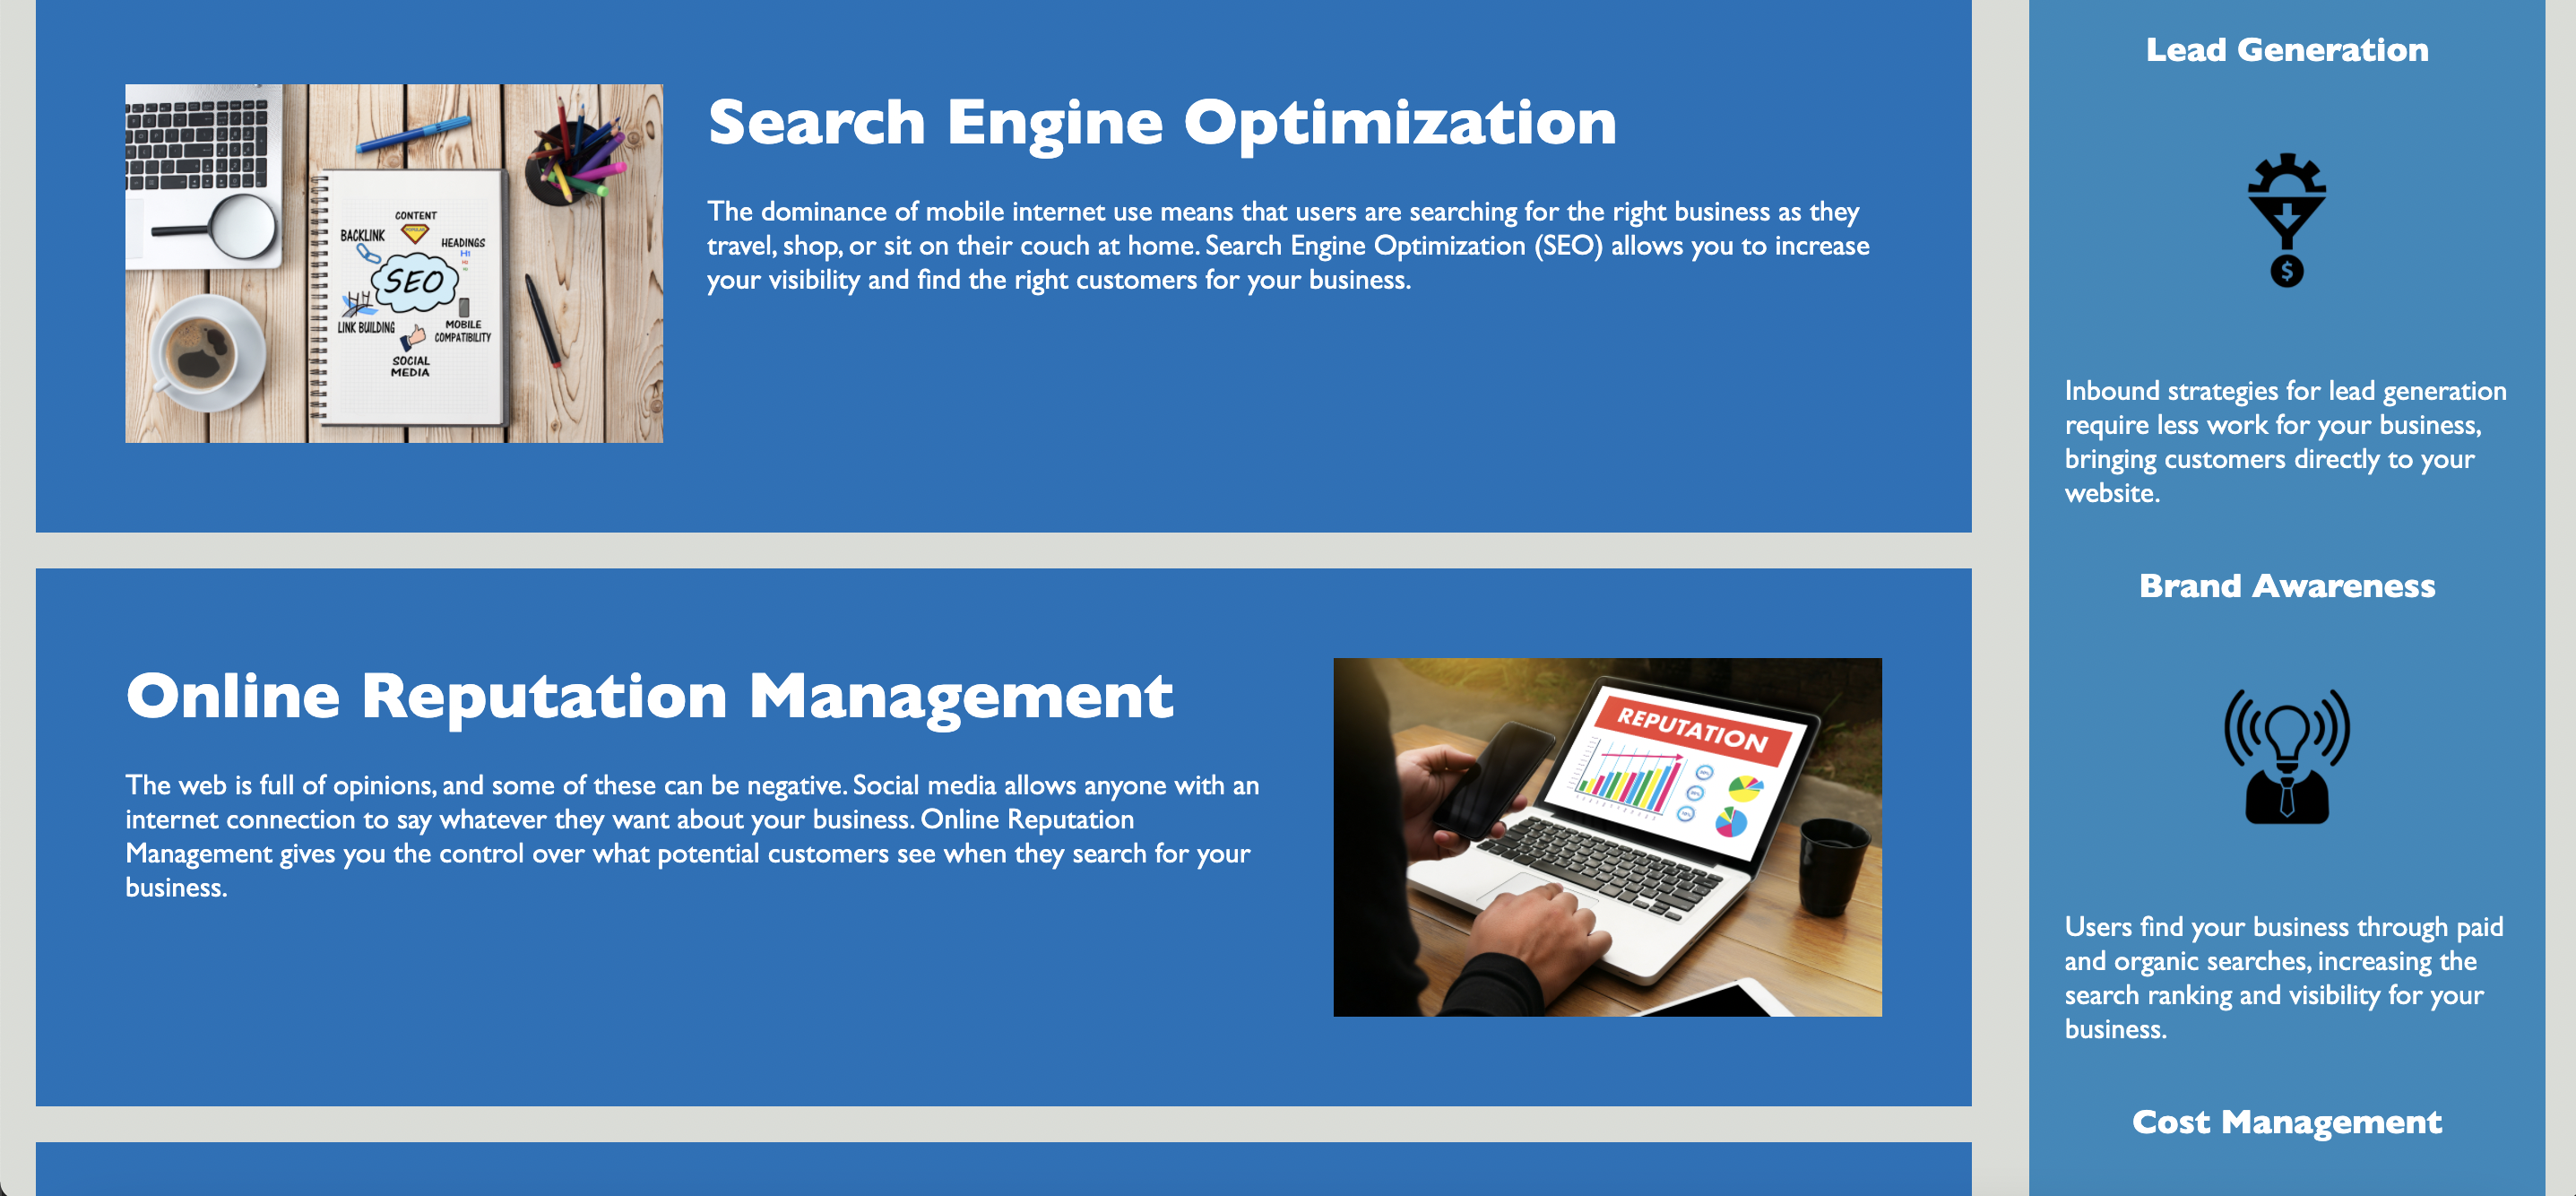 Search Engine Optimization
The dominance of mobile internet use means that users are searching for the right business as they
travel, shop, or sit on their couch at home. Search Engine Optimization (SEO) allows you to increase
your visibility and find the right customers for your business.
CONTENT
BACKLINK
HEADINGS
H1
SEO
LINK BUILDING
MOBILE
COMPATIBILITY
SOCIAL
MEDIA
Online Reputation Management
The web is full of opinions, and some of these can be negative. Social media allows anyone with an
internet connection to say whatever they want about your business. Online Reputation
Management gives you the control over what potential customers see when they search for your
business.
REPUTATION
Lead Generation
$
Inbound strategies for lead generation
require less work for your business,
bringing customers directly to your
website.
Brand Awareness
Users find your business through paid
and organic searches, increasing the
search ranking and visibility for your
business.
Cost Management